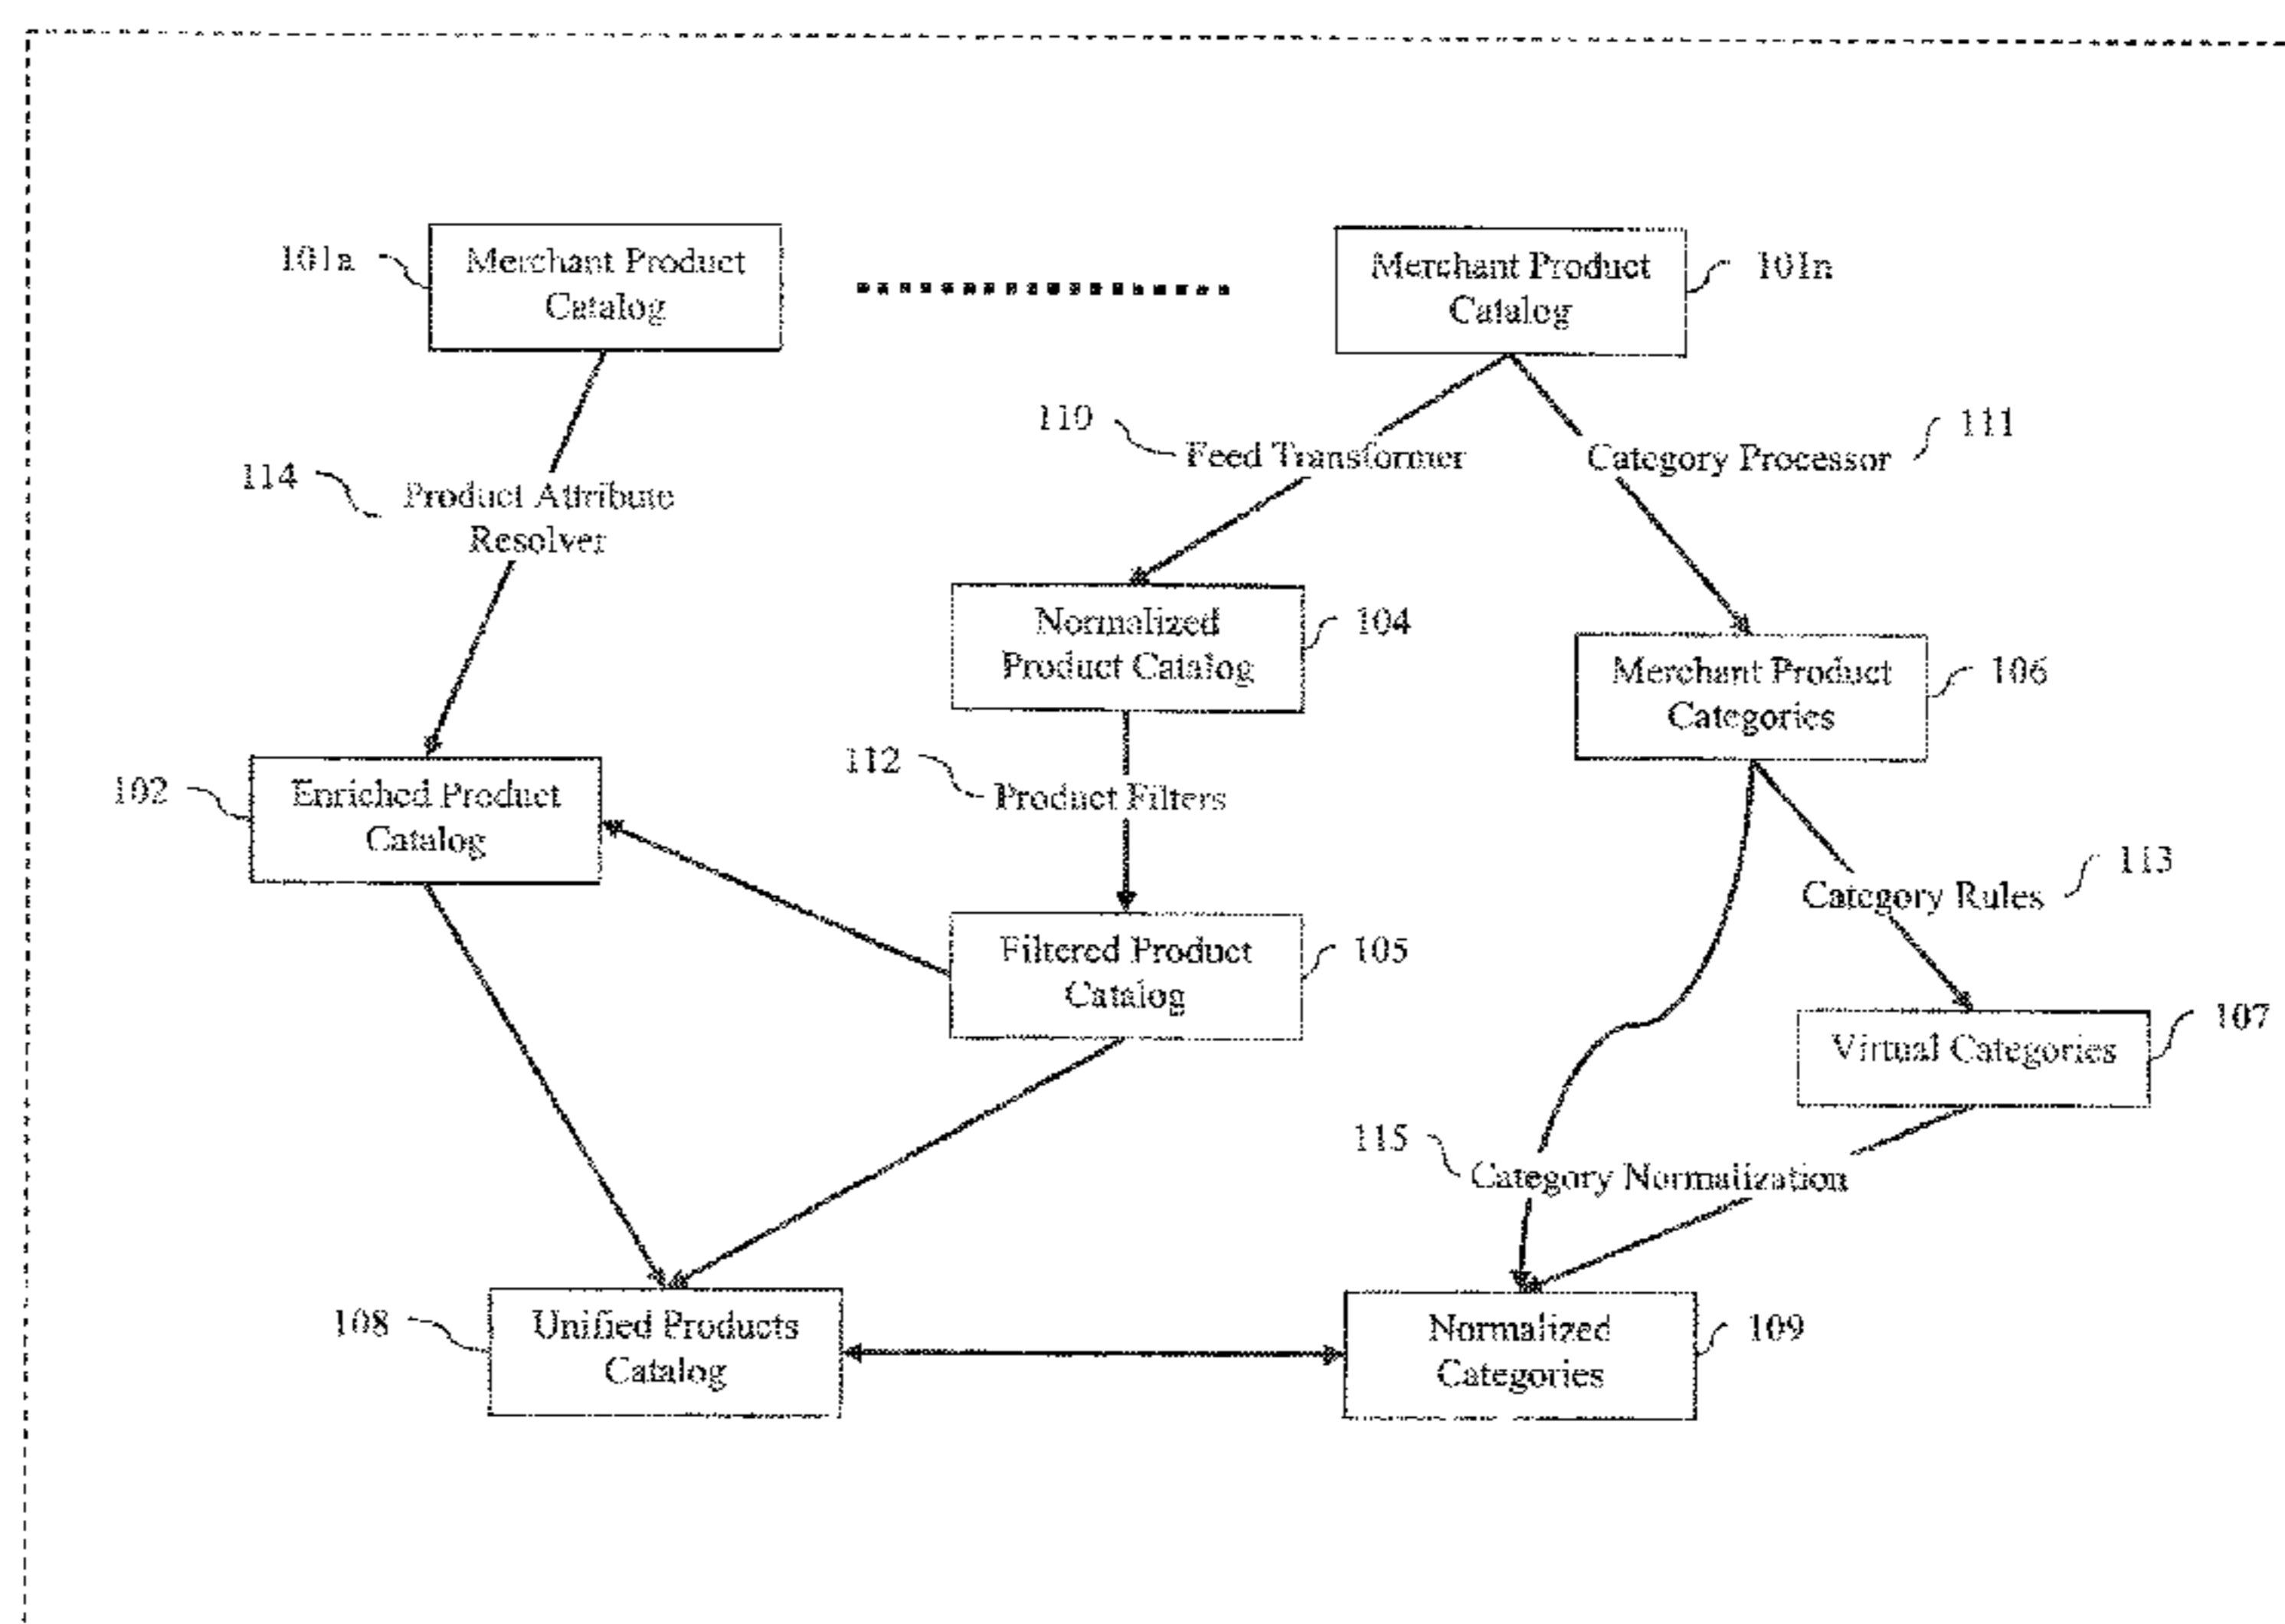 101a
Merchant Product
Catalog
Merchant Product
Catalog
101n
110
Feed Transformer
Category Processor
111
114
Product Attribute
Resolver
Normalized
Product Catalog
104
Merchant Product
Categories
106
102
Enriched Product
Catalog
112
Product Filters
Category Rules
113
Filtered Product
Catalog
105
Virtual Categories
107
115
Category Normalization
108
Unified Products
Catalog
Normalized
Categories
109